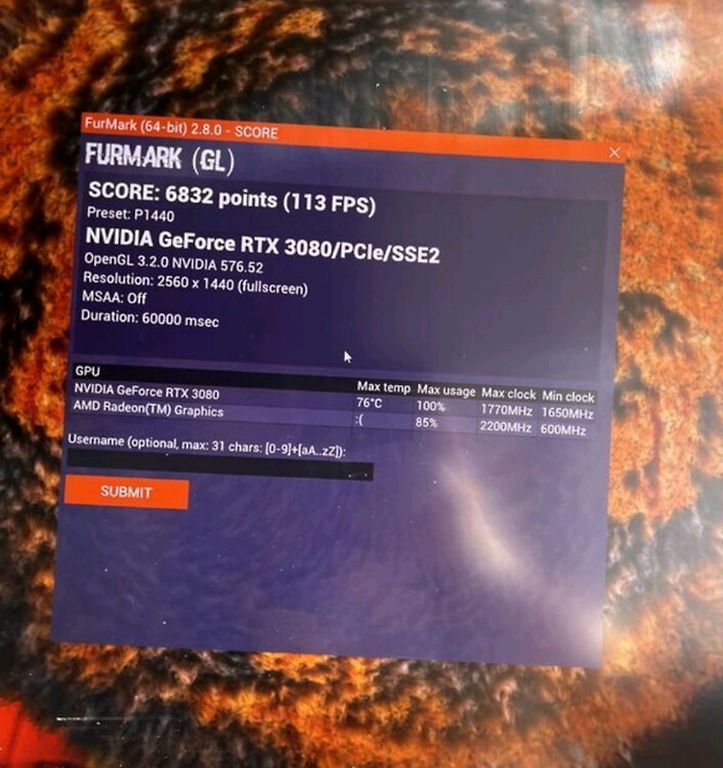 FurMark (64-bit) 2.8.0 - SCORE
FURMARK (GL)
SCORE: 6832 points (113 FPS)
Preset: P1440
NVIDIA GeForce RTX 3080/PCIe/SSE2
OpenGL 3.2.0 NVIDIA 576.52
Resolution: 2560 x 1440 (fullscreen)
MSAA: Off
Duration: 60000 msec
GPU Max temp Max usage Max clock Min clock
NVIDIA GeForce RTX 3080 76°C 100% 1770MHz 1650MHz
AMD Radeon(TM) Graphics :( 85% 2200MHz 600MHz
Username (optional, max: 31 chars: [0-9]+[aA..zZ]):
SUBMIT